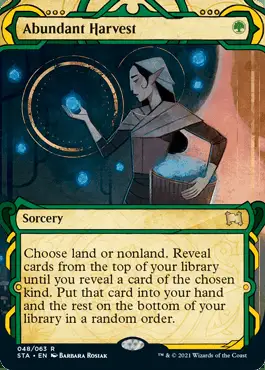 Abundant Harvest
Sorcery
Choose land or nonland. Reveal
cards from the top of your library
until you reveal a card of the chosen
kind. Put that card into your hand
and the rest on the bottom of your
library in a random order.
048/063 R
STA • EN Barbara Rosiak
™ & © 2021 Wizards of the Coast